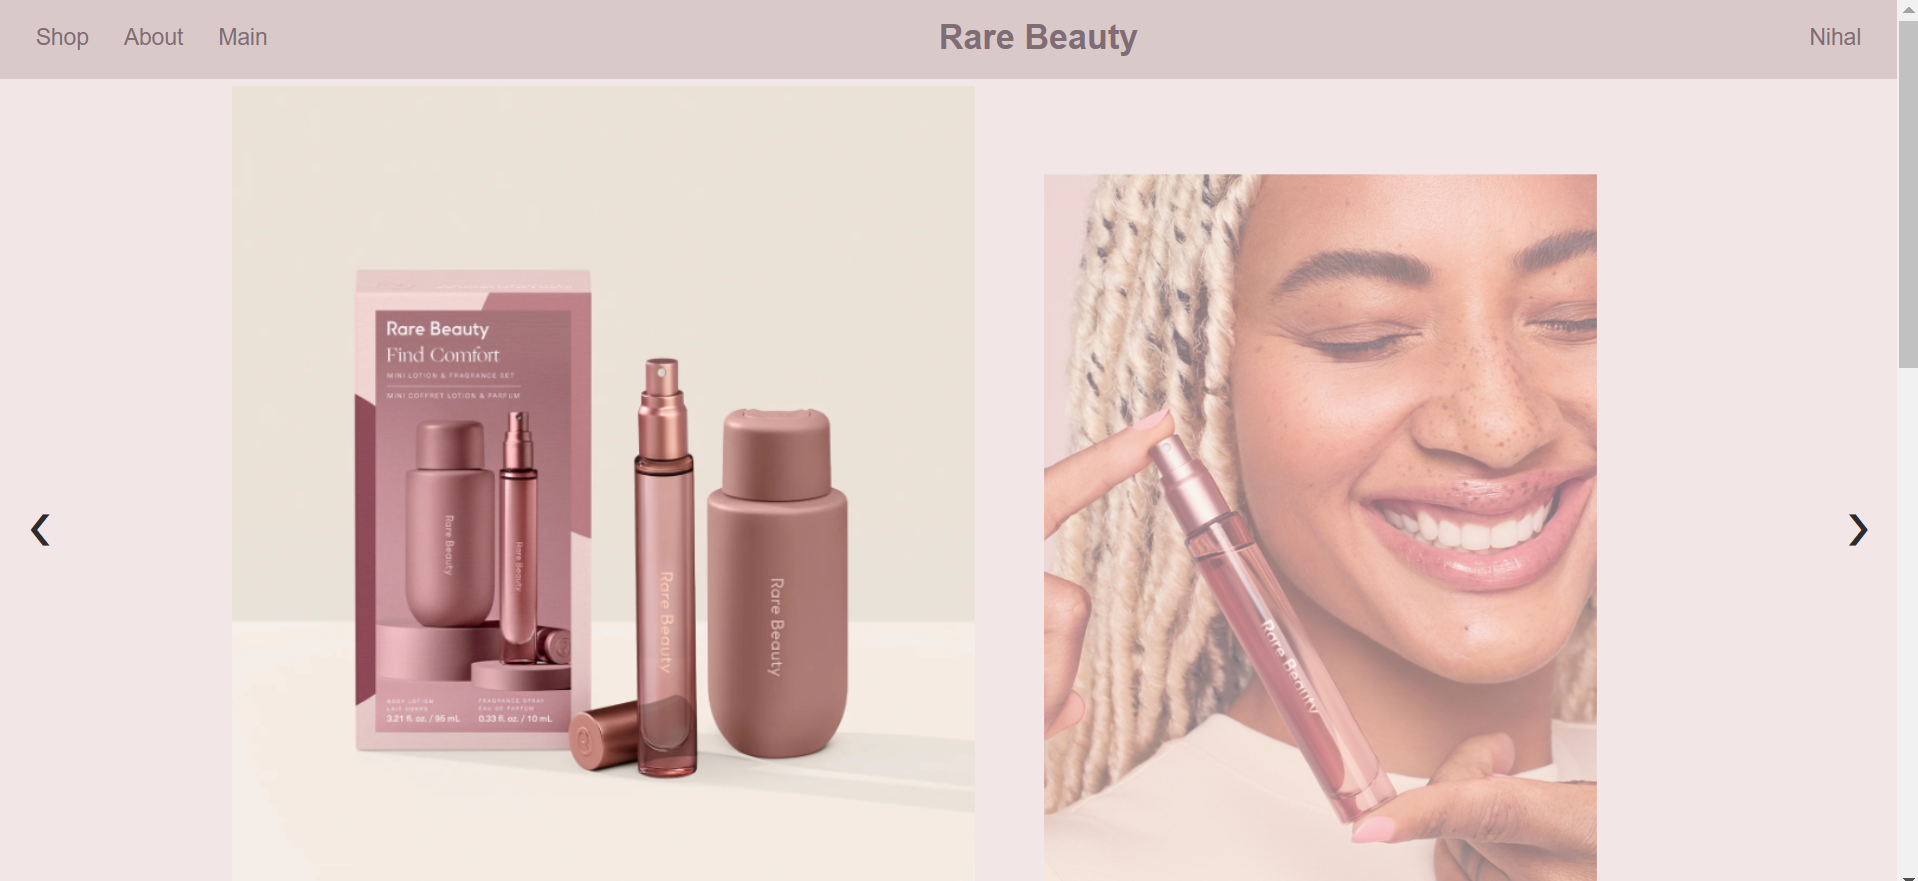 Shop About Main Rare Beauty Nihal
Rare Beauty
Find Comfort
MINI LOTION & FRAGRANCE SET
MINI COFFRET LOTION & PARFUM
Rare Beauty
Rare Beauty
BODY LOTION
LAIT CORPS
3.21 fl. oz. / 95 mL
FRAGRANCE SPRAY
EAU DE PARFUM
0.33 fl. oz. / 10 mL
Rare Beauty
Rare Beauty
Rare Beauty